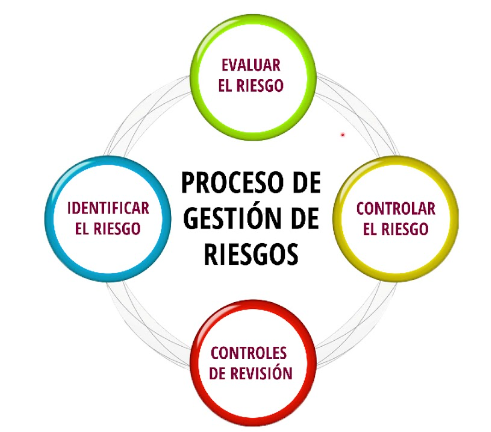 EVALUAR
EL RIESGO
IDENTIFICAR
EL RIESGO
PROCESO DE
GESTIÓN DE
RIESGOS
CONTROLAR
EL RIESGO
CONTROLES
DE REVISIÓN